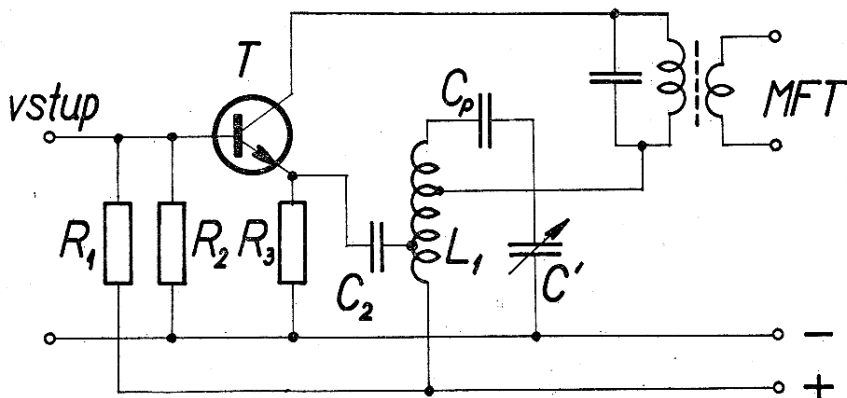 T
vstup
Cp
MFT
R1
R2
R3
C2
L1
C'
−
+